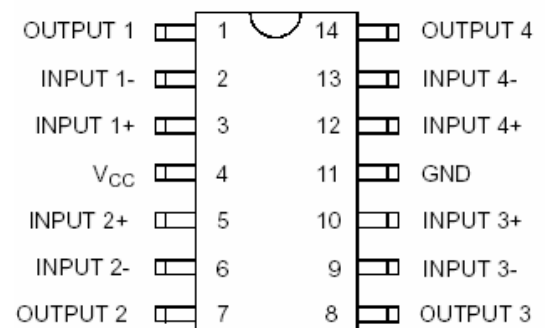 OUTPUT 1 1 14 OUTPUT 4
INPUT 1- 2 13 INPUT 4-
INPUT 1+ 3 12 INPUT 4+
VCC 4 11 GND
INPUT 2+ 5 10 INPUT 3+
INPUT 2- 6 9 INPUT 3-
OUTPUT 2 7 8 OUTPUT 3